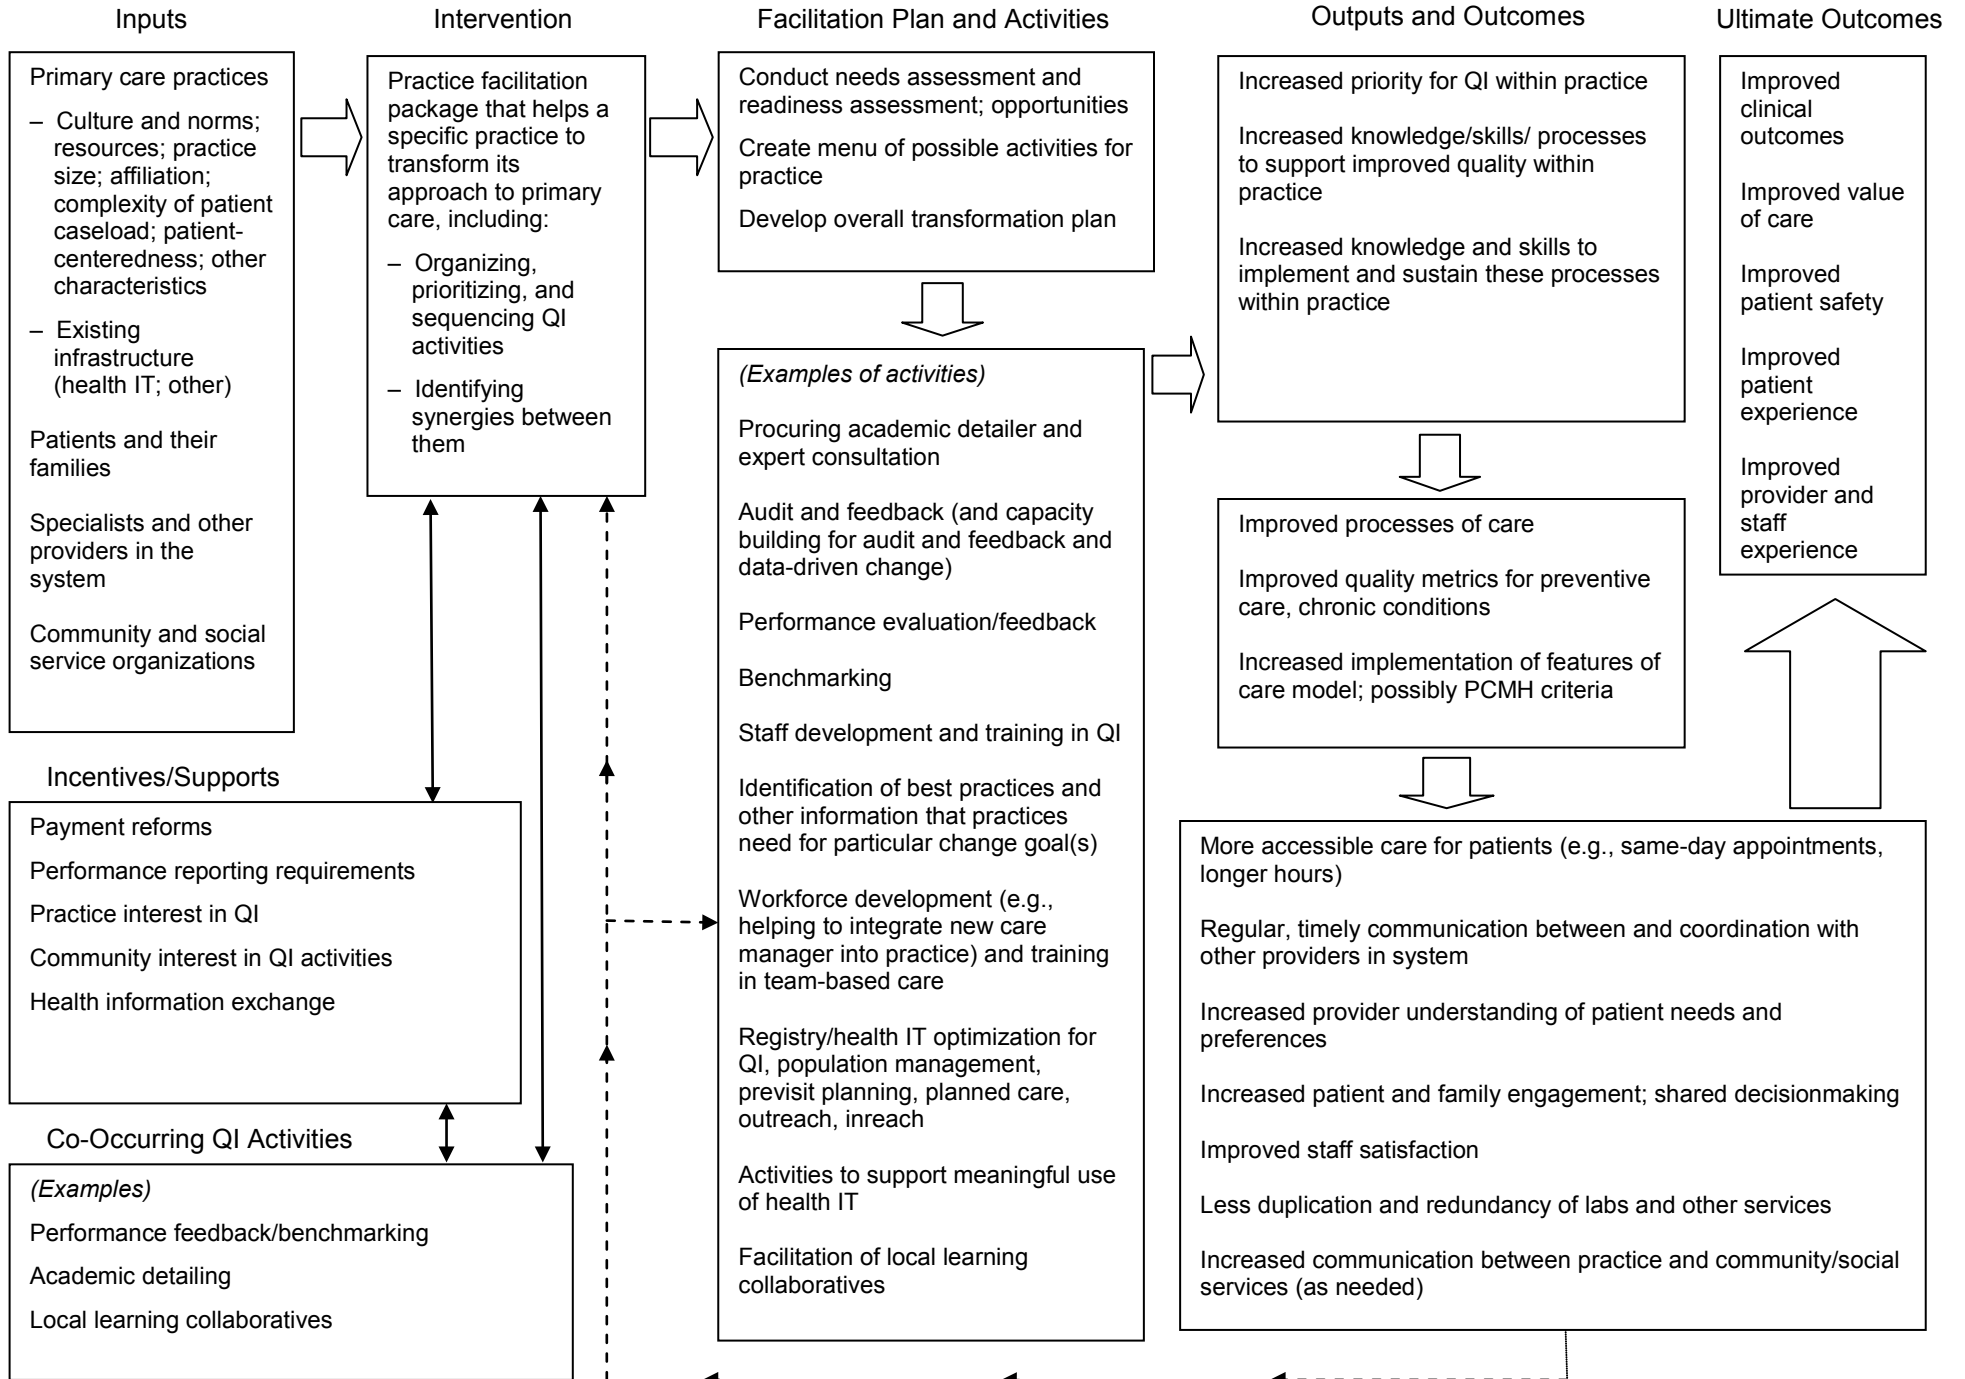 Inputs
Primary care practices
– Culture and norms;
resources; practice
size; affiliation;
complexity of patient
caseload; patient-
centeredness; other
characteristics
– Existing
infrastructure
(health IT; other)
Patients and their
families
Specialists and other
providers in the
system
Community and social
service organizations
Incentives/Supports
Payment reforms
Performance reporting requirements
Practice interest in QI
Community interest in QI activities
Health information exchange
Co-Occurring QI Activities
(Examples)
Performance feedback/benchmarking
Academic detailing
Local learning collaboratives
Intervention
Practice facilitation
package that helps a
specific practice to
transform its
approach to primary
care, including:
– Organizing,
prioritizing, and
sequencing QI
activities
– Identifying
synergies between
them
Facilitation Plan and Activities
Conduct needs assessment and
readiness assessment; opportunities
Create menu of possible activities for
practice
Develop overall transformation plan
(Examples of activities)
Procuring academic detailer and
expert consultation
Audit and feedback (and capacity
building for audit and feedback and
data-driven change)
Performance evaluation/feedback
Benchmarking
Staff development and training in QI
Identification of best practices and
other information that practices
need for particular change goal(s)
Workforce development (e.g.,
helping to integrate new care
manager into practice) and training
in team-based care
Registry/health IT optimization for
QI, population management,
previsit planning, planned care,
outreach, inreach
Activities to support meaningful use
of health IT
Facilitation of local learning
collaboratives
Outputs and Outcomes
Increased priority for QI within practice
Increased knowledge/skills/ processes
to support improved quality within
practice
Increased knowledge and skills to
implement and sustain these processes
within practice
Improved processes of care
Improved quality metrics for preventive
care, chronic conditions
Increased implementation of features of
care model; possibly PCMH criteria
More accessible care for patients (e.g., same-day appointments,
longer hours)
Regular, timely communication between and coordination with
other providers in system
Increased provider understanding of patient needs and
preferences
Increased patient and family engagement; shared decisionmaking
Improved staff satisfaction
Less duplication and redundancy of labs and other services
Increased communication between practice and community/social
services (as needed)
Ultimate Outcomes
Improved
clinical
outcomes
Improved value
of care
Improved
patient safety
Improved
patient
experience
Improved
provider and
staff
experience